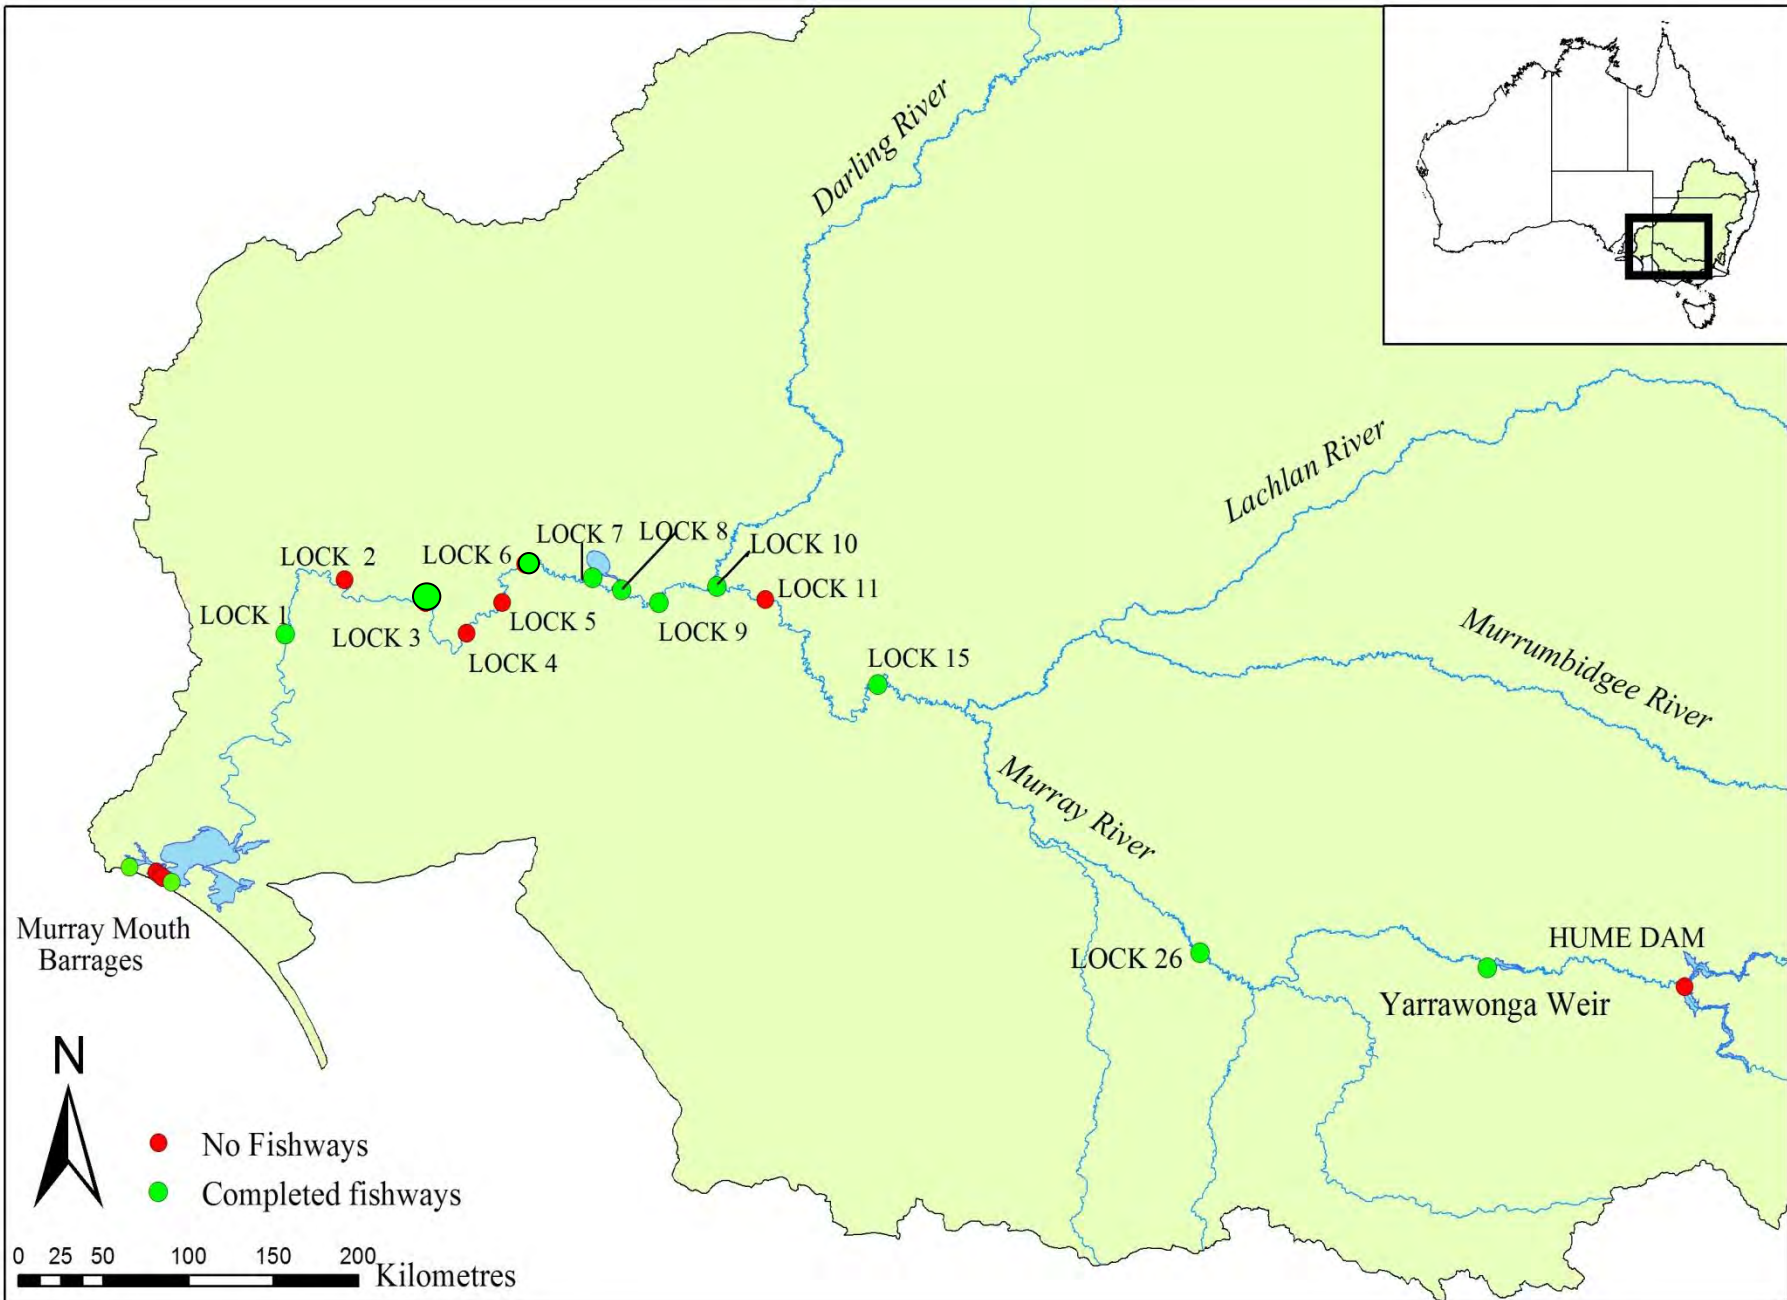 Darling River
Lachlan River
Murrumbidgee River
Murray River
LOCK 7
LOCK 8
LOCK 10
LOCK 2
LOCK 6
LOCK 11
LOCK 1
LOCK 3
LOCK 5
LOCK 9
LOCK 4
LOCK 15
Murray Mouth
Barrages
LOCK 26
HUME DAM
Yarrawonga Weir
N
No Fishways
Completed fishways
0 25 50 100 150 200
Kilometres